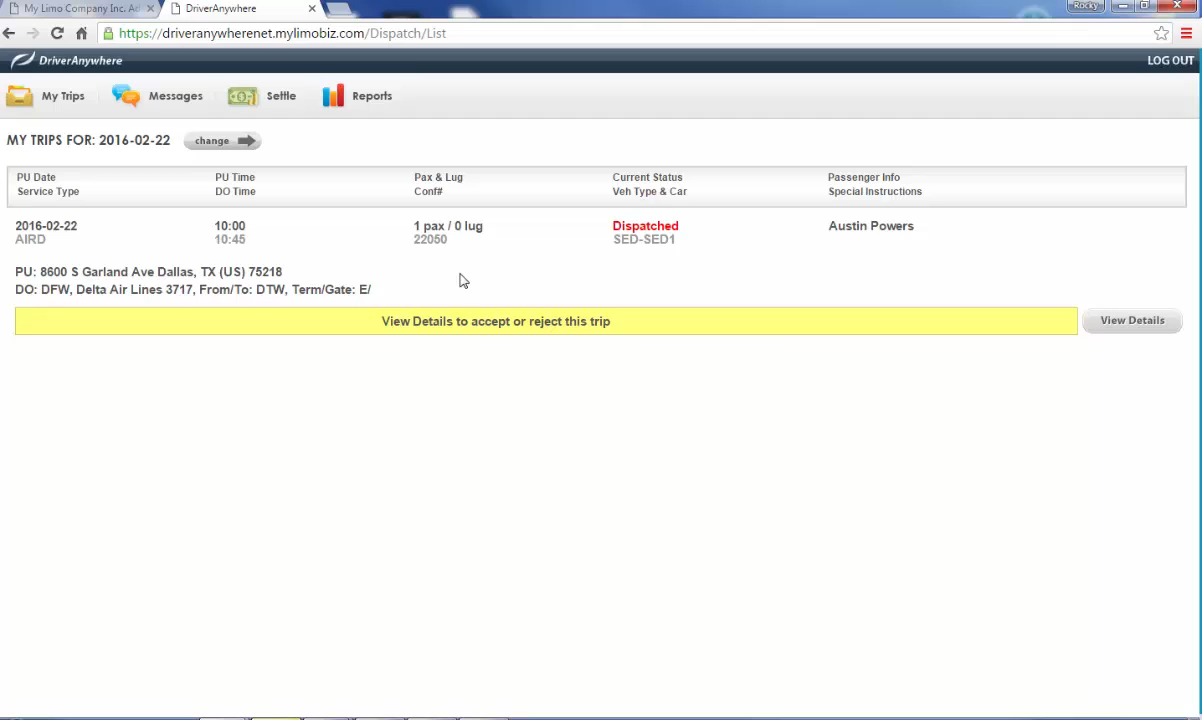 My Limo Company Inc. Ad
DriverAnywhere
Rocky
https://driveranywherenet.mylimobiz.com/Dispatch/List
DriverAnywhere
LOG OUT
My Trips
Messages
Settle
Reports
MY TRIPS FOR: 2016-02-22
change
PU Date PU Time Pax & Lug Current Status Passenger Info
Service Type DO Time Conf# Veh Type & Car Special Instructions
2016-02-22 10:00 1 pax / 0 lug Dispatched Austin Powers
AIRD 10:45 22050 SED-SED1
PU: 8600 S Garland Ave Dallas, TX (US) 75218
DO: DFW, Delta Air Lines 3717, From/To: DTW, Term/Gate: E/
View Details to accept or reject this trip
View Details